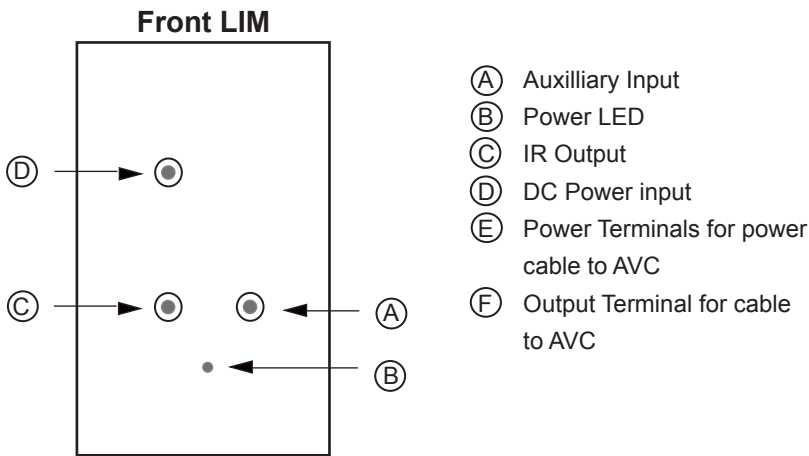 Front LIM
D
C
A
B
A Auxilliary Input
B Power LED
C IR Output
D DC Power input
E Power Terminals for power
cable to AVC
F Output Terminal for cable
to AVC